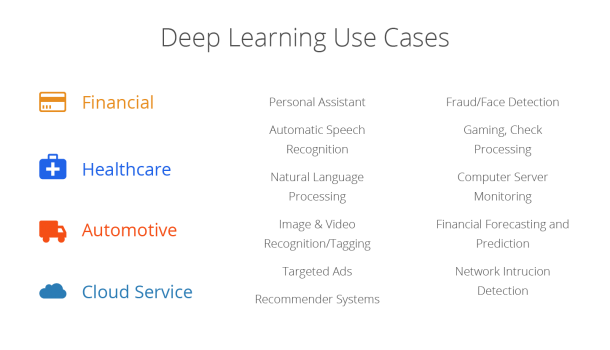 Deep Learning Use Cases
Financial
Healthcare
Automotive
Cloud Service
Personal Assistant
Automatic Speech
Recognition
Natural Language
Processing
Image & Video
Recognition/Tagging
Targeted Ads
Recommender Systems
Fraud/Face Detection
Gaming, Check
Processing
Computer Server
Monitoring
Financial Forecasting and
Prediction
Network Intrucion
Detection